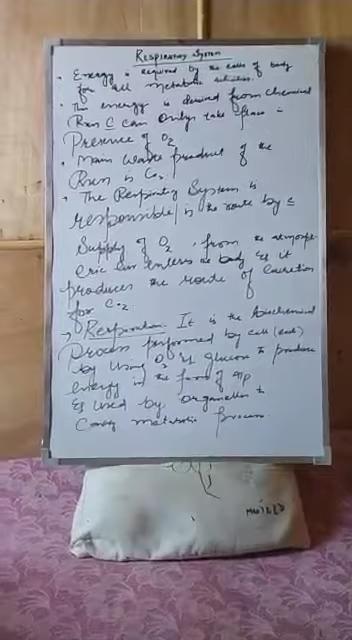 Respiratory System
• Energy is required by the cells of body
for all metabolic activities.
• This energy is derived from chemical
Rxn C can only take place in
Presence of O2
• Main Waste product of the
Rxn is Co2
• The Respiratory System is
responsible / is the route by c
Supply of O2, from the atmosph-
eric air enters the body & it
produces the route of excretion
for Co2
→ Respiration: It is the biochemical
Process performed by cell
by using O2 & glucose to produce
energy in the form of ATP
& used by organelles to
Carry metabolic process